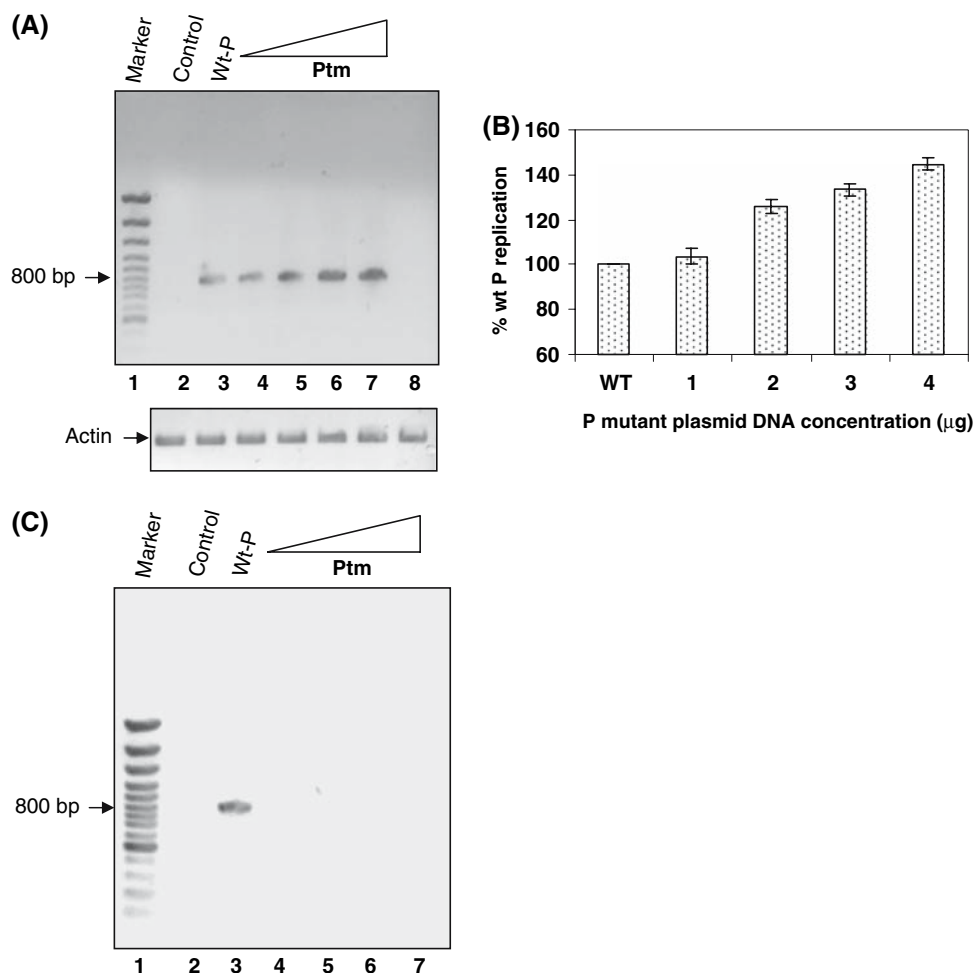 (A)
Marker
Control
Wt-P
Ptm
800 bp
1 2 3 4 5 6 7 8
Actin
(B)
160
140
120
100
80
60
% wt P replication
WT 1 2 3 4
P mutant plasmid DNA concentration (μg)
(C)
Marker
Control
Wt-P
Ptm
800 bp
1 2 3 4 5 6 7